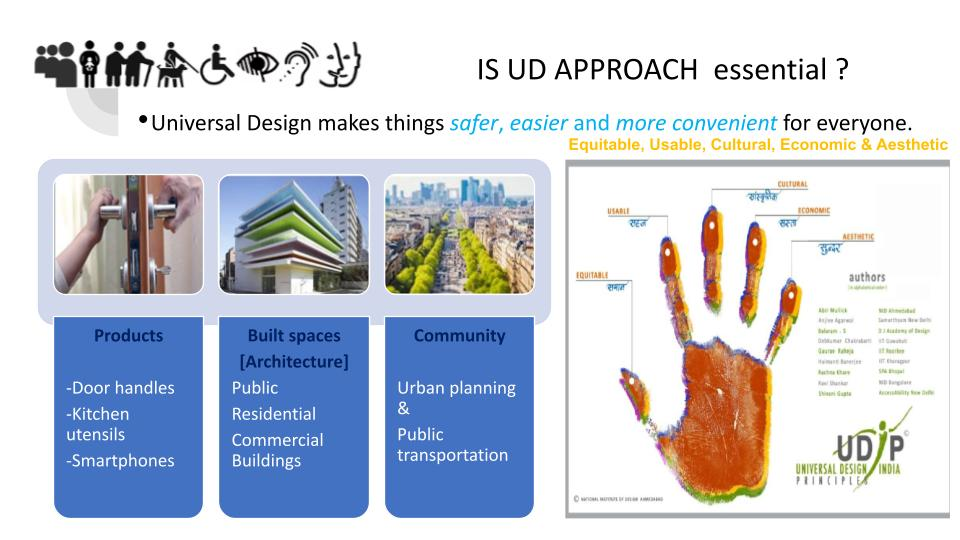 IS UD APPROACH essential ?
•Universal Design makes things safer, easier and more convenient for everyone.
Equitable, Usable, Cultural, Economic & Aesthetic
Products
-Door handles
-Kitchen
utensils
-Smartphones
Built spaces
[Architecture]
Public
Residential
Commercial
Buildings
Community
Urban planning
&
Public
transportation
CULTURAL
सांस्कृतिक
USABLE
सहज
ECONOMIC
सस्ता
AESTHETIC
सुन्दर
EQUITABLE
समान
authors
[in alphabetical order]
Abir Mullick NID Ahmedabad
Anjlee Agarwal Samarthyam New Delhi
Balaram - S D J Academy of Design
Debkumar Chakrabarti IIT Guwahati
Gaurav Raheja IIT Roorkee
Haimanti Banerjee IIT Kharagpur
Rachna Khare SPA Bhopal
Ravi Shankar NID Bangalore
Shivani Gupta AccessAbility New Delhi
UDIP©
UNIVERSAL DESIGN INDIA
PRINCIPLES
© NATIONAL INSTITUTE OF DESIGN AHMEDABAD